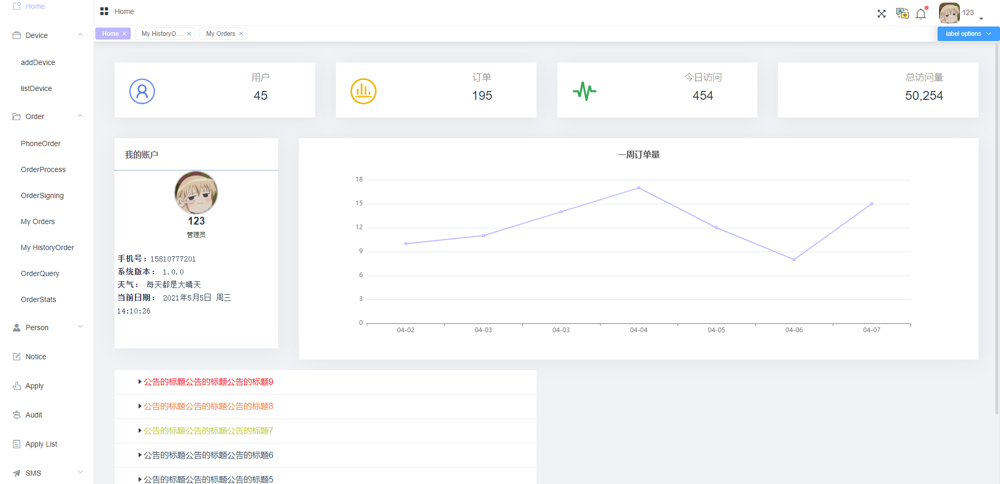 Home
Device
addDevice
listDevice
Order
PhoneOrder
OrderProcess
OrderSigning
My Orders
My HistoryOrder
OrderQuery
OrderStats
Person
Notice
Apply
Audit
Apply List
SMS
Home
123
Home
My HistoryO...
My Orders
label options
用户
45
订单
195
今日访问
454
总访问量
50,254
我的账户
123
管理员
手机号：15810777201
系统版本： 1.0.0
天气： 每天都是大晴天
当前日期： 2021年5月5日 周三
14:10:26
一周订单量
18
15
12
9
6
3
0
04-02
04-03
04-03
04-04
04-05
04-06
04-07
公告的标题公告的标题公告的标题9
公告的标题公告的标题公告的标题8
公告的标题公告的标题公告的标题7
公告的标题公告的标题公告的标题6
公告的标题公告的标题公告的标题5